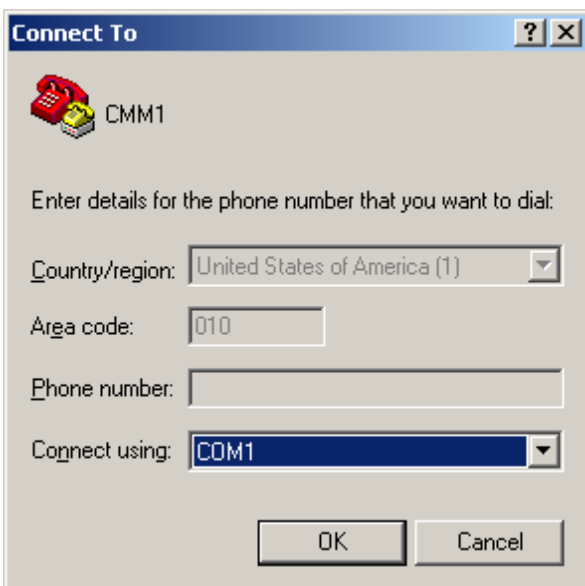 Connect To
CMM1
Enter details for the phone number that you want to dial:
Country/region: United States of America (1)
Area code: 010
Phone number:
Connect using: COM1
OK Cancel